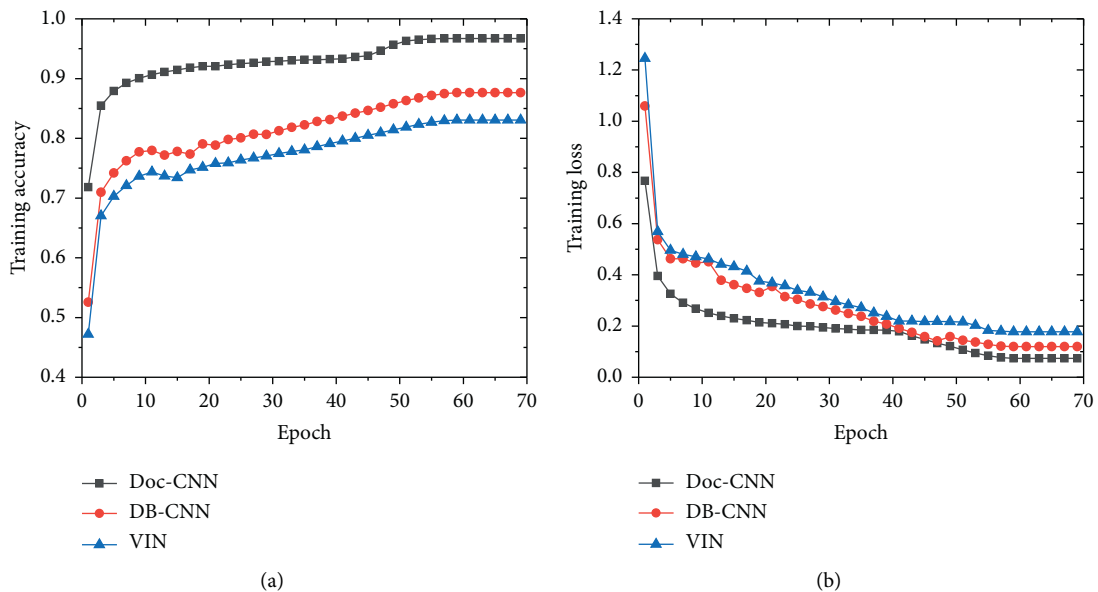 1.0
0.9
0.8
0.7
0.6
0.5
0.4
Training accuracy
0 10 20 30 40 50 60 70
Epoch
Doc-CNN
DB-CNN
VIN
(a)
1.4
1.2
1.0
0.8
0.6
0.4
0.2
0.0
Training loss
0 10 20 30 40 50 60 70
Epoch
Doc-CNN
DB-CNN
VIN
(b)